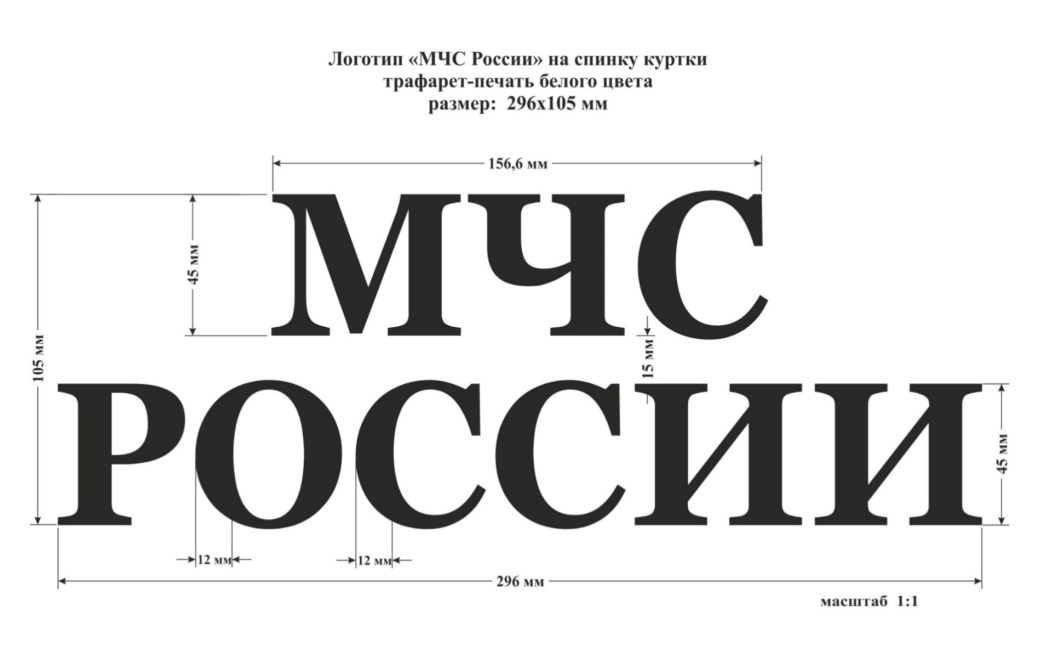 Логотип «МЧС России» на спинку куртки
трафарет-печать белого цвета
размер: 296х105 мм
156,6 мм
МЧС
45 мм
105 мм
15 мм
РОССИИ
45 мм
12 мм
12 мм
296 мм
масштаб 1:1